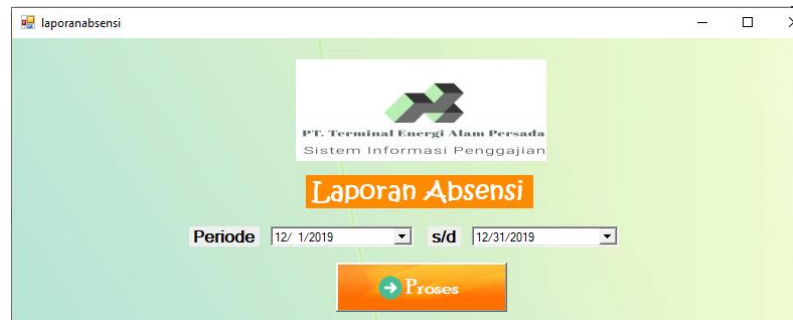 laporanabsensi
PT. Terminal Energi Alam Persada
Sistem Informasi Penggajian
Laporan Absensi
Periode 12/ 1/2019 s/d 12/31/2019
Proses